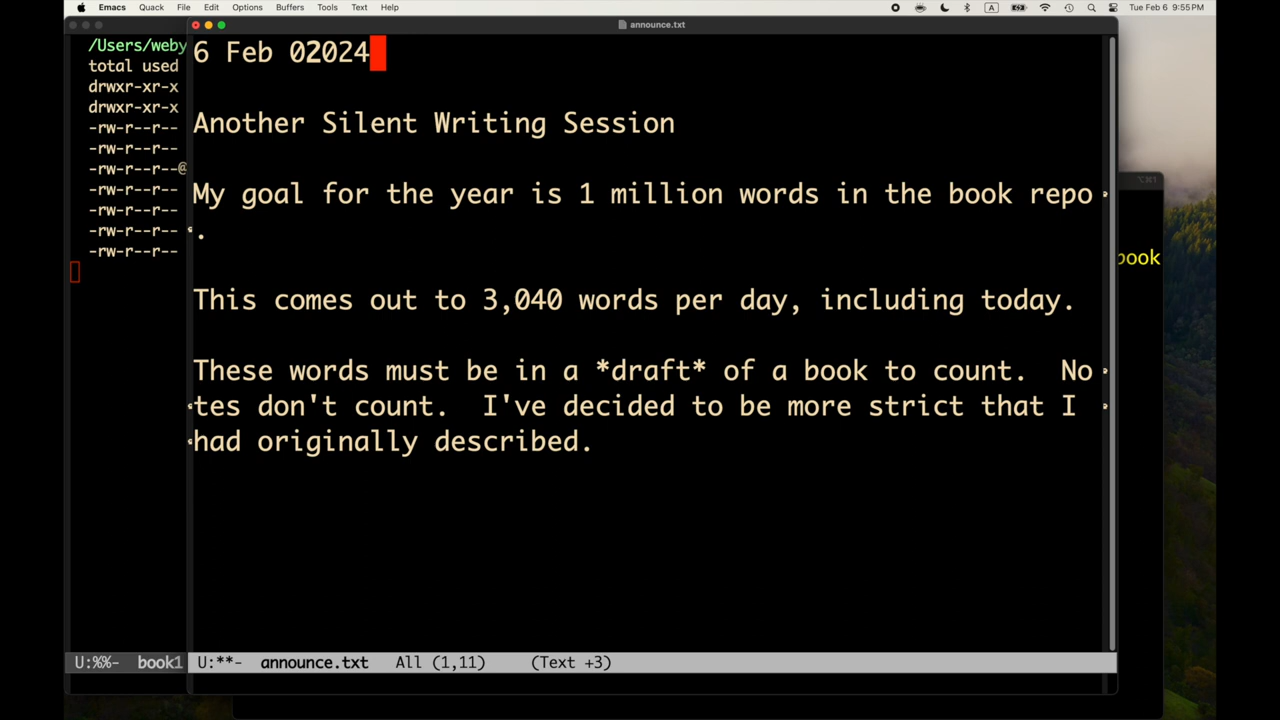 Emacs Quack File Edit Options Buffers Tools Text Help A Tue Feb 6 9:55PM
announce.txt
/Users/weby
total used
drwxr-xr-x
drwxr-xr-x
-rw-r--r--
-rw-r--r--
-rw-r--r--@
-rw-r--r--
-rw-r--r--
-rw-r--r--
-rw-r--r--
6 Feb 02024
Another Silent Writing Session
My goal for the year is 1 million words in the book repo
.
This comes out to 3,040 words per day, including today.
These words must be in a *draft* of a book to count.  No
tes don't count.  I've decided to be more strict that I
had originally described.
⌥⌘1
book
U:%%-  book1
U:**-  announce.txt   All (1,11)     (Text +3)